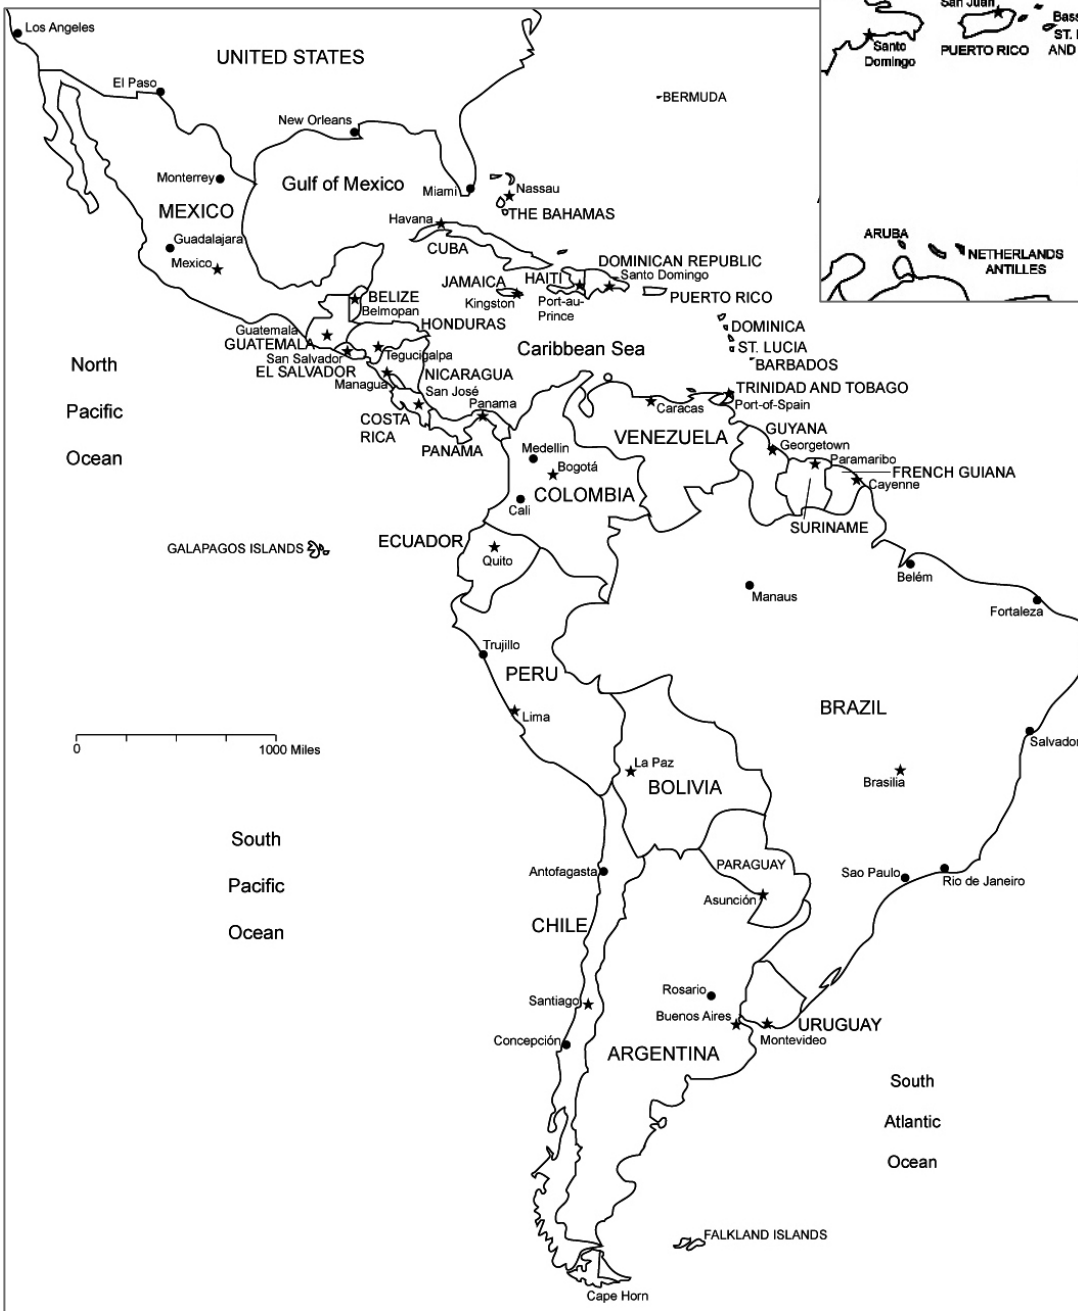 Los Angeles
UNITED STATES
El Paso
New Orleans
BERMUDA
Monterrey
Gulf of Mexico
Miami
Nassau
MEXICO
THE BAHAMAS
Havana
Guadalajara
CUBA
Mexico
DOMINICAN REPUBLIC
HAITI
Santo Domingo
JAMAICA
Kingston
Port-au-
Prince
PUERTO RICO
BELIZE
Belmopan
HONDURAS
Guatemala
GUATEMALA
DOMINICA
San Salvador
Tegucigalpa
Caribbean Sea
ST. LUCIA
EL SALVADOR
NICARAGUA
BARBADOS
Managua
San José
TRINIDAD AND TOBAGO
Port-of-Spain
Panama
Caracas
COSTA
RICA
PANAMA
North
Pacific
Ocean
VENEZUELA
GUYANA
Georgetown
Medellin
Bogotá
Paramaribo
FRENCH GUIANA
Cayenne
COLOMBIA
Cali
SURINAME
ECUADOR
GALAPAGOS ISLANDS
Quito
Belém
Manaus
Fortaleza
Trujillo
PERU
Lima
BRAZIL
Salvador
0
1000 Miles
La Paz
BOLIVIA
Brasilia
South
Pacific
Ocean
Antofagasta
PARAGUAY
Sao Paulo
Rio de Janeiro
Asunción
CHILE
Rosario
Santiago
Buenos Aires
URUGUAY
Montevideo
Concepción
ARGENTINA
South
Atlantic
Ocean
FALKLAND ISLANDS
Cape Horn
San Juan
Santo
Domingo
PUERTO RICO
ST.
AND
ARUBA
NETHERLANDS
ANTILLES